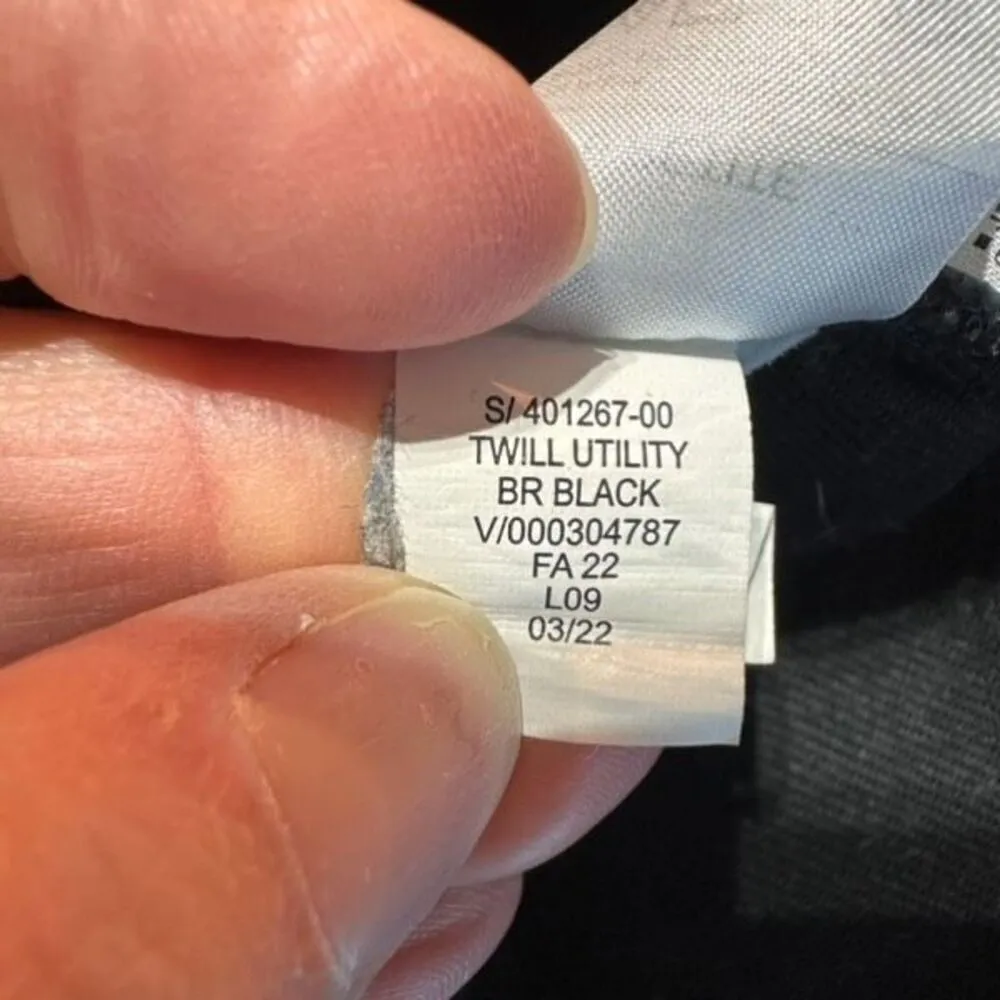 S/ 401267-00
TWILL UTILITY
BR BLACK
V/000304787
FA 22
L09
03/22